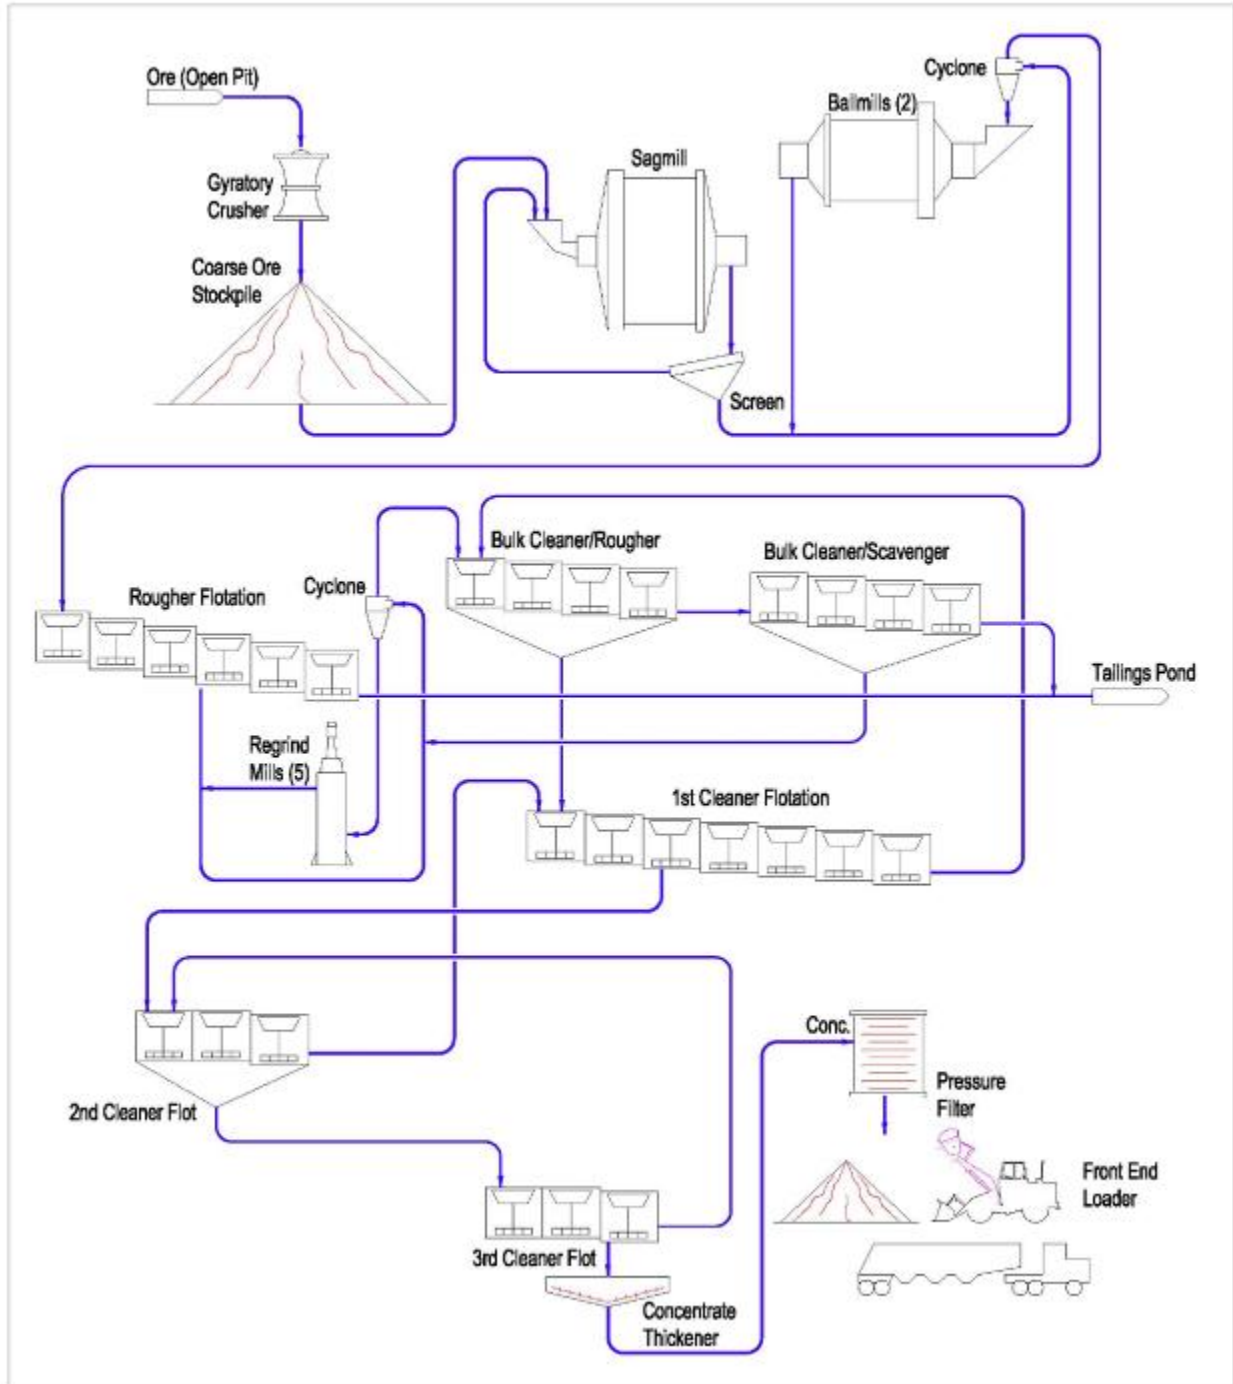 Ore (Open Pit)
Cyclone
Ballmills (2)
Sagmill
Gyratory
Crusher
Coarse Ore
Stockpile
Screen
Bulk Cleaner/Rougher
Bulk Cleaner/Scavenger
Rougher Flotation
Cyclone
Tailings Pond
Regrind
Mills (5)
1st Cleaner Flotation
Conc.
Pressure
Filter
2nd Cleaner Flot
Front End
Loader
3rd Cleaner Flot
Concentrate
Thickener